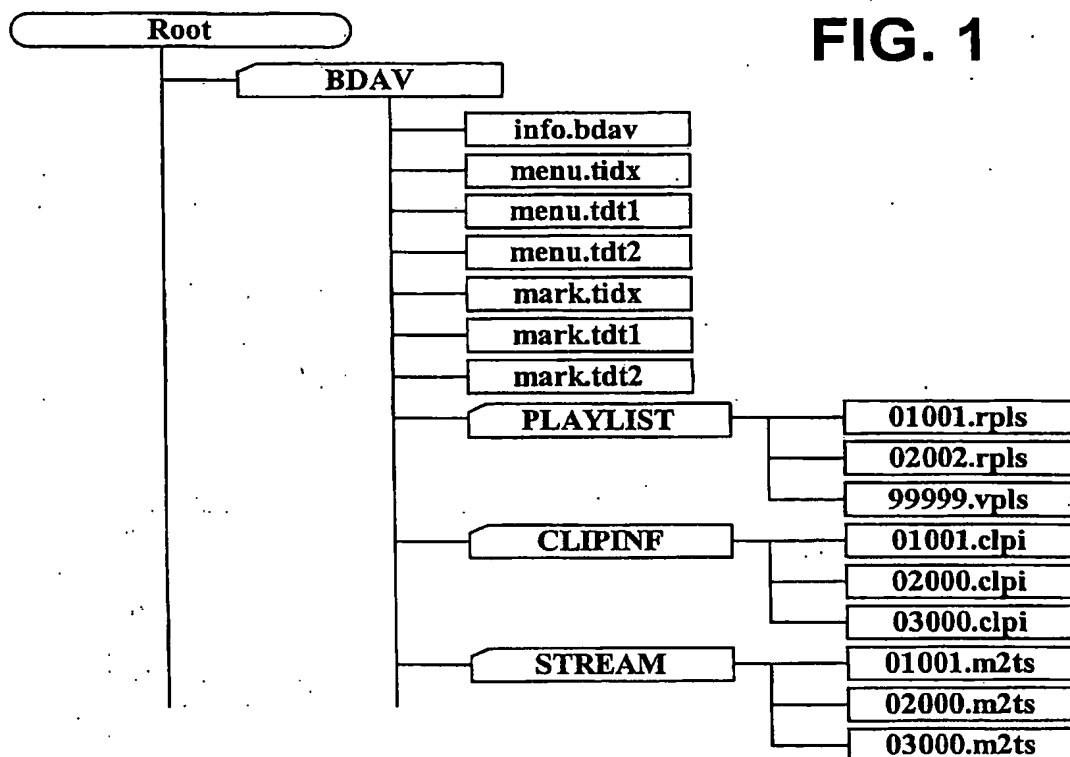 Root
FIG. 1
BDAV
info.bdav
menu.tidx
menu.tdt1
menu.tdt2
mark.tidx
mark.tdt1
mark.tdt2
PLAYLIST
01001.rpls
02002.rpls
99999.vpls
CLIPINF
01001.clpi
02000.clpi
03000.clpi
STREAM
01001.m2ts
02000.m2ts
03000.m2ts